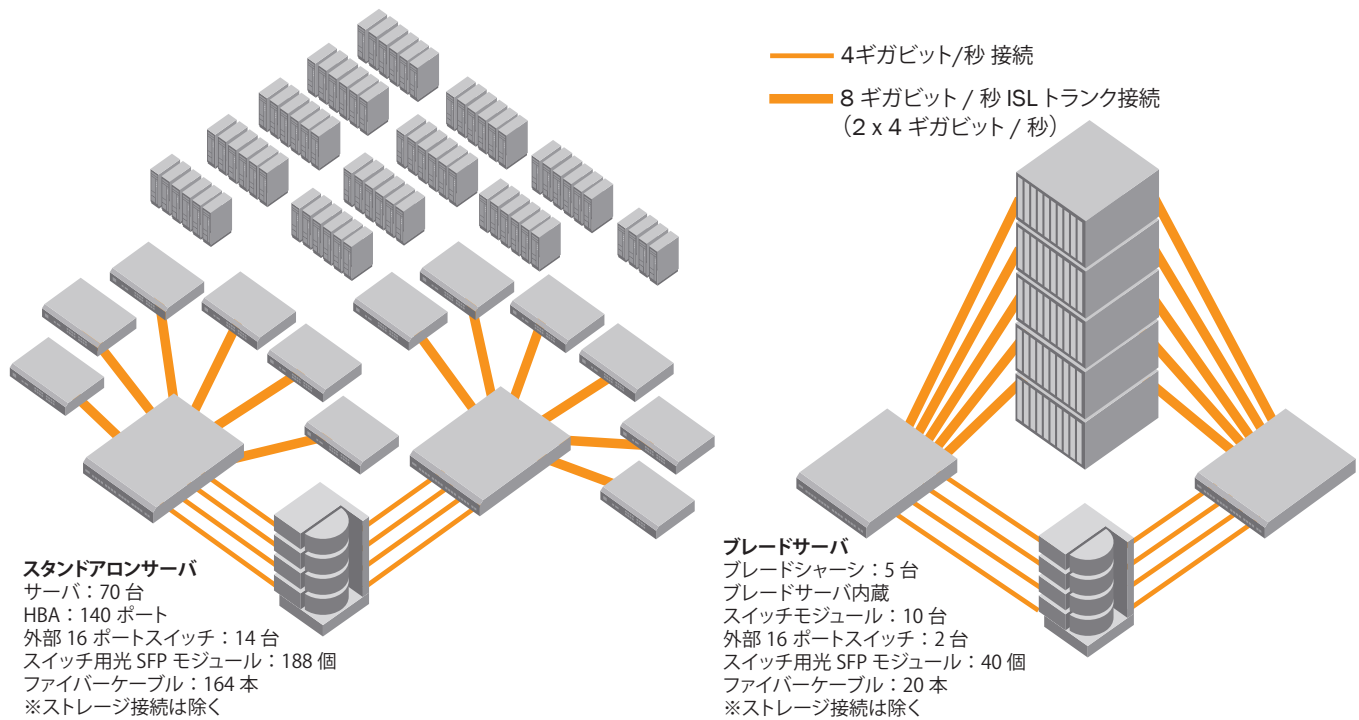 4ギガビット/秒 接続
8 ギガビット / 秒 ISL トランク接続
（2 x 4 ギガビット / 秒）
スタンドアロンサーバ
サーバ：70 台
HBA：140 ポート
外部 16 ポートスイッチ：14 台
スイッチ用光 SFP モジュール：188 個
ファイバーケーブル：164 本
※ストレージ接続は除く
ブレードサーバ
ブレードシャーシ：5 台
ブレードサーバ内蔵
スイッチモジュール：10 台
外部 16 ポートスイッチ：2 台
スイッチ用光 SFP モジュール：40 個
ファイバーケーブル：20 本
※ストレージ接続は除く